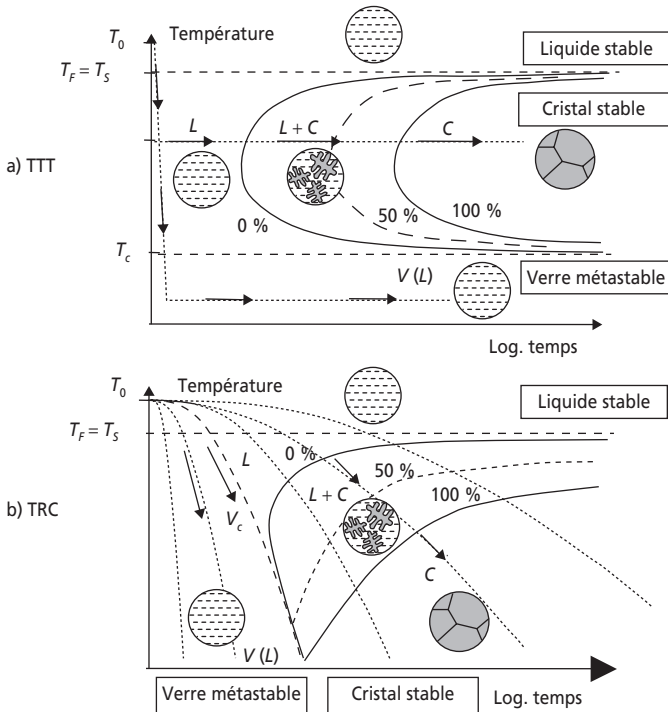 T0 Température
Liquide stable
TF = TS
Cristal stable
L L + C C
a) TTT
0 % 50 % 100 %
Tc
V (L) Verre métastable
Log. temps
T0 Température
Liquide stable
TF = TS
L 0 % 50 %
L + C 100 %
b) TRC
Vc
C
V (L)
Verre métastable Cristal stable Log. temps